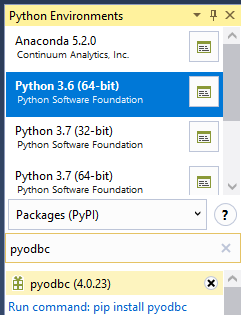 Python Environments
Anaconda 5.2.0
Continuum Analytics, Inc.
Python 3.6 (64-bit)
Python Software Foundation
Python 3.7 (32-bit)
Python Software Foundation
Python 3.7 (64-bit)
Python Software Foundation
Packages (PyPI)
?
pyodbc
pyodbc (4.0.23)
Run command: pip install pyodbc